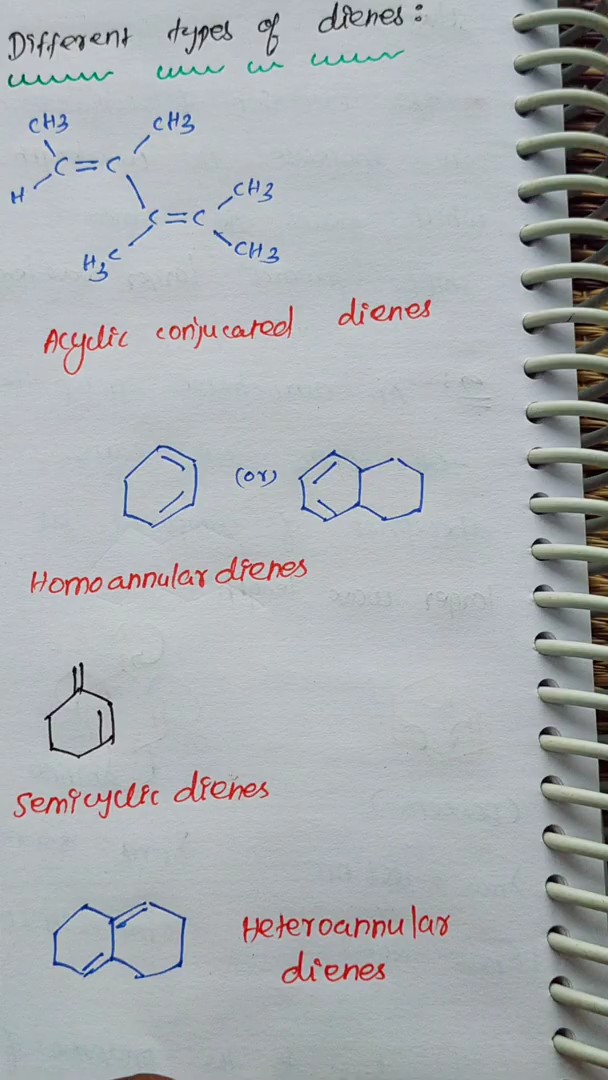 Different types of dienes:
CH3 CH3
C=C
H
C=C CH3
H3C CH3
Acyclic conjucated dienes
(or)
Homoannular dienes
Semicyclic dienes
Heteroannular
dienes